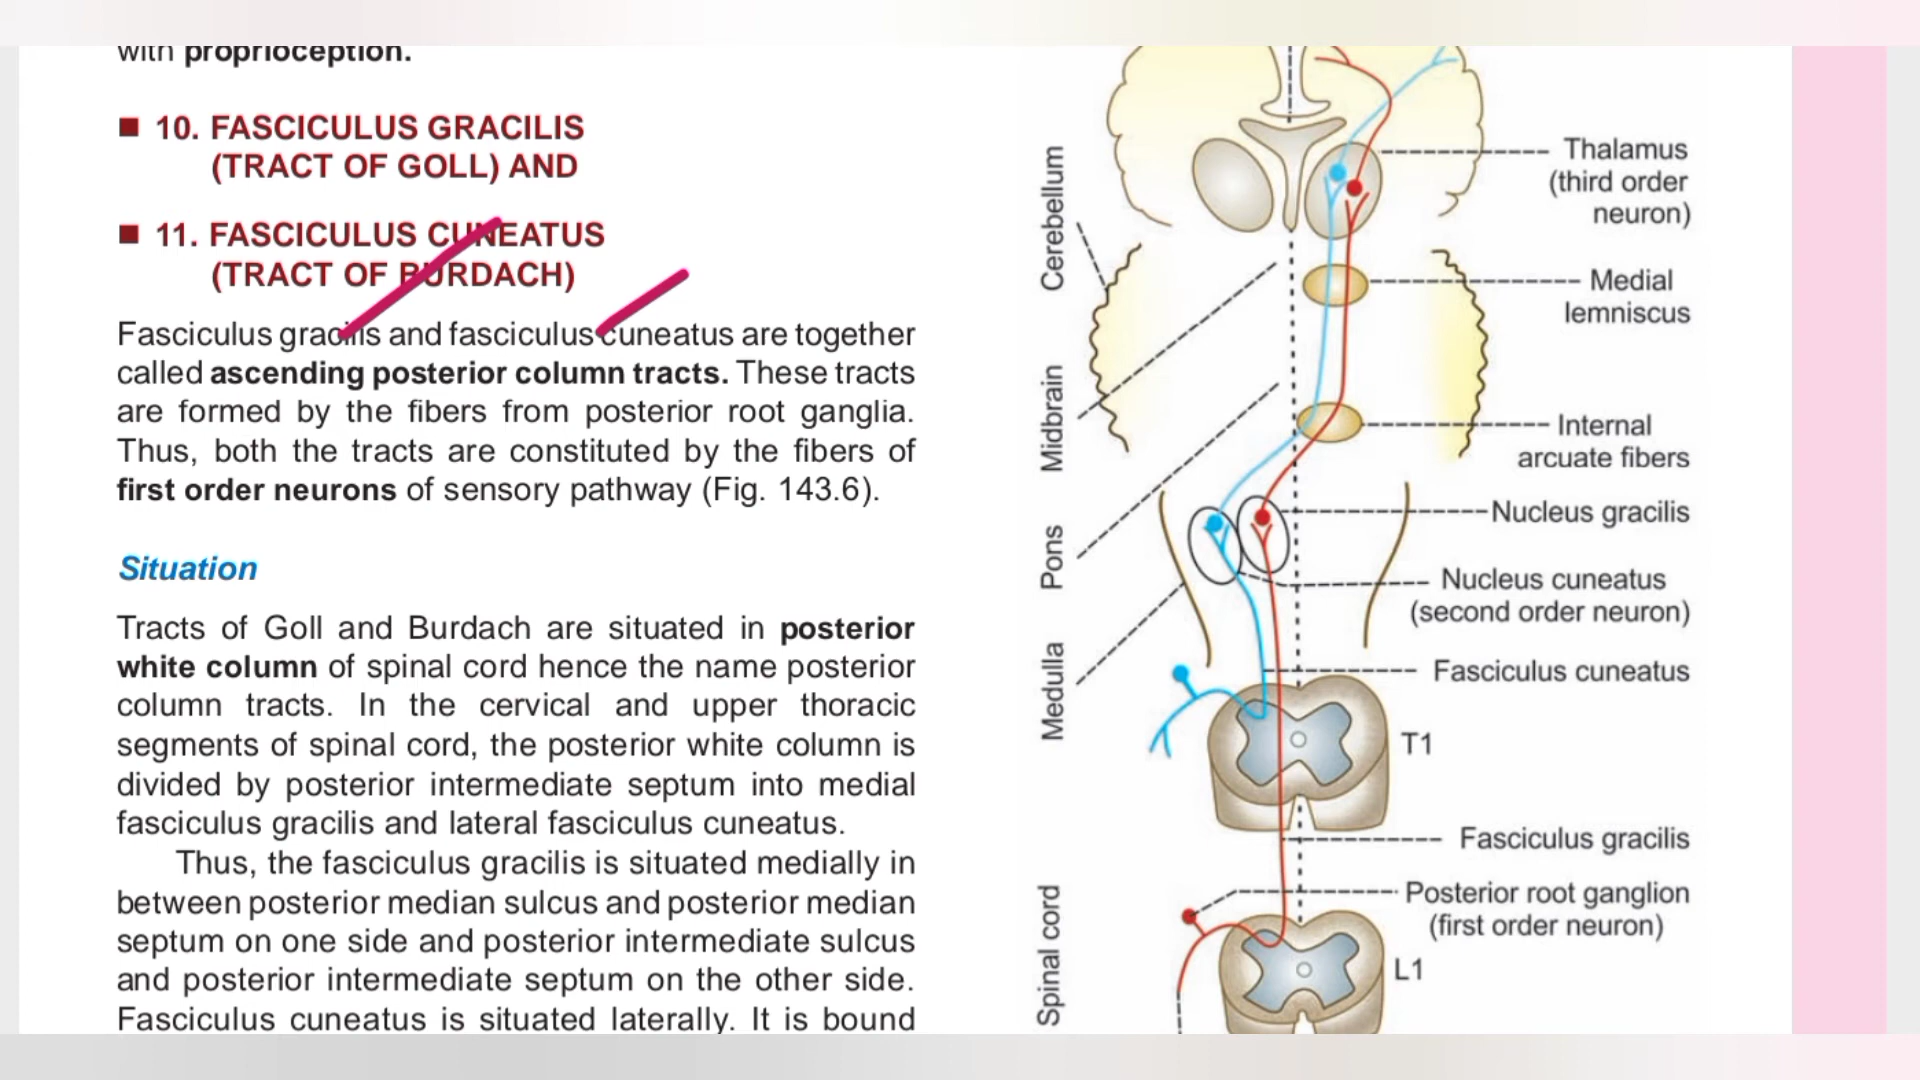 with proprioception.
10. FASCICULUS GRACILIS
(TRACT OF GOLL) AND
11. FASCICULUS CUNEATUS
(TRACT OF BURDACH)
Fasciculus gracilis and fasciculus cuneatus are together
called ascending posterior column tracts. These tracts
are formed by the fibers from posterior root ganglia.
Thus, both the tracts are constituted by the fibers of
first order neurons of sensory pathway (Fig. 143.6).
Situation
Tracts of Goll and Burdach are situated in posterior
white column of spinal cord hence the name posterior
column tracts. In the cervical and upper thoracic
segments of spinal cord, the posterior white column is
divided by posterior intermediate septum into medial
fasciculus gracilis and lateral fasciculus cuneatus.
Thus, the fasciculus gracilis is situated medially in
between posterior median sulcus and posterior median
septum on one side and posterior intermediate sulcus
and posterior intermediate septum on the other side.
Fasciculus cuneatus is situated laterally. It is bound
Cerebellum
Midbrain
Pons
Medulla
Spinal cord
Thalamus
(third order
neuron)
Medial
lemniscus
Internal
arcuate fibers
Nucleus gracilis
Nucleus cuneatus
(second order neuron)
Fasciculus cuneatus
T1
Fasciculus gracilis
Posterior root ganglion
(first order neuron)
L1